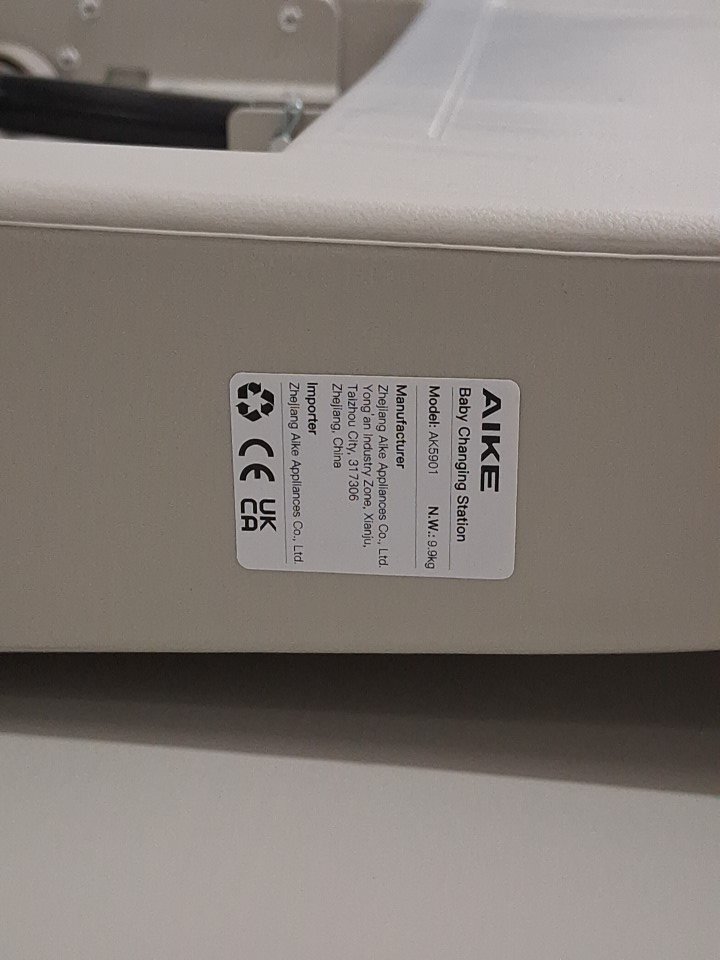 AIKE
Baby Changing Station
Model: AK5901 N.W.: 9.9kg
Manufacturer
Zhejiang Aike Appliances Co., Ltd.
Yong'an Industry Zone, Xianju,
Taizhou City, 317306
Zhejiang, China
Importer
Zhejiang Aike Appliances Co., Ltd.
CE UK
CA